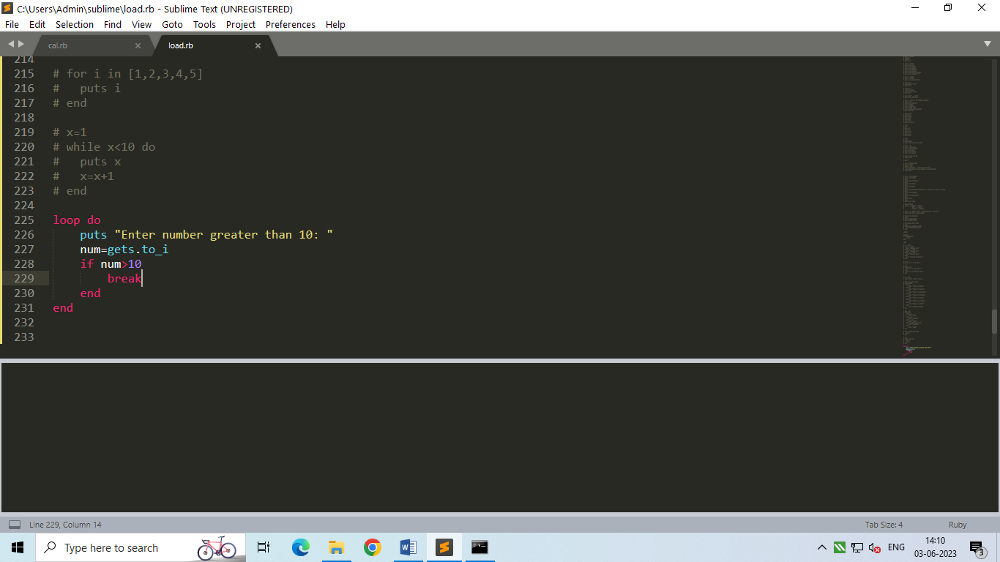 C:\Users\Admin\sublime\load.rb - Sublime Text (UNREGISTERED)
File Edit Selection Find View Goto Tools Project Preferences Help
cal.rb load.rb
214
215 # for i in [1,2,3,4,5]
216 #   puts i
217 # end
218
219 # x=1
220 # while x<10 do
221 #   puts x
222 #   x=x+1
223 # end
224
225 loop do
226     puts "Enter number greater than 10: "
227     num=gets.to_i
228     if num>10
229         break
230     end
231 end
232
233
Line 229, Column 14 Tab Size: 4 Ruby
Type here to search ENG 14:10
03-06-2023 3